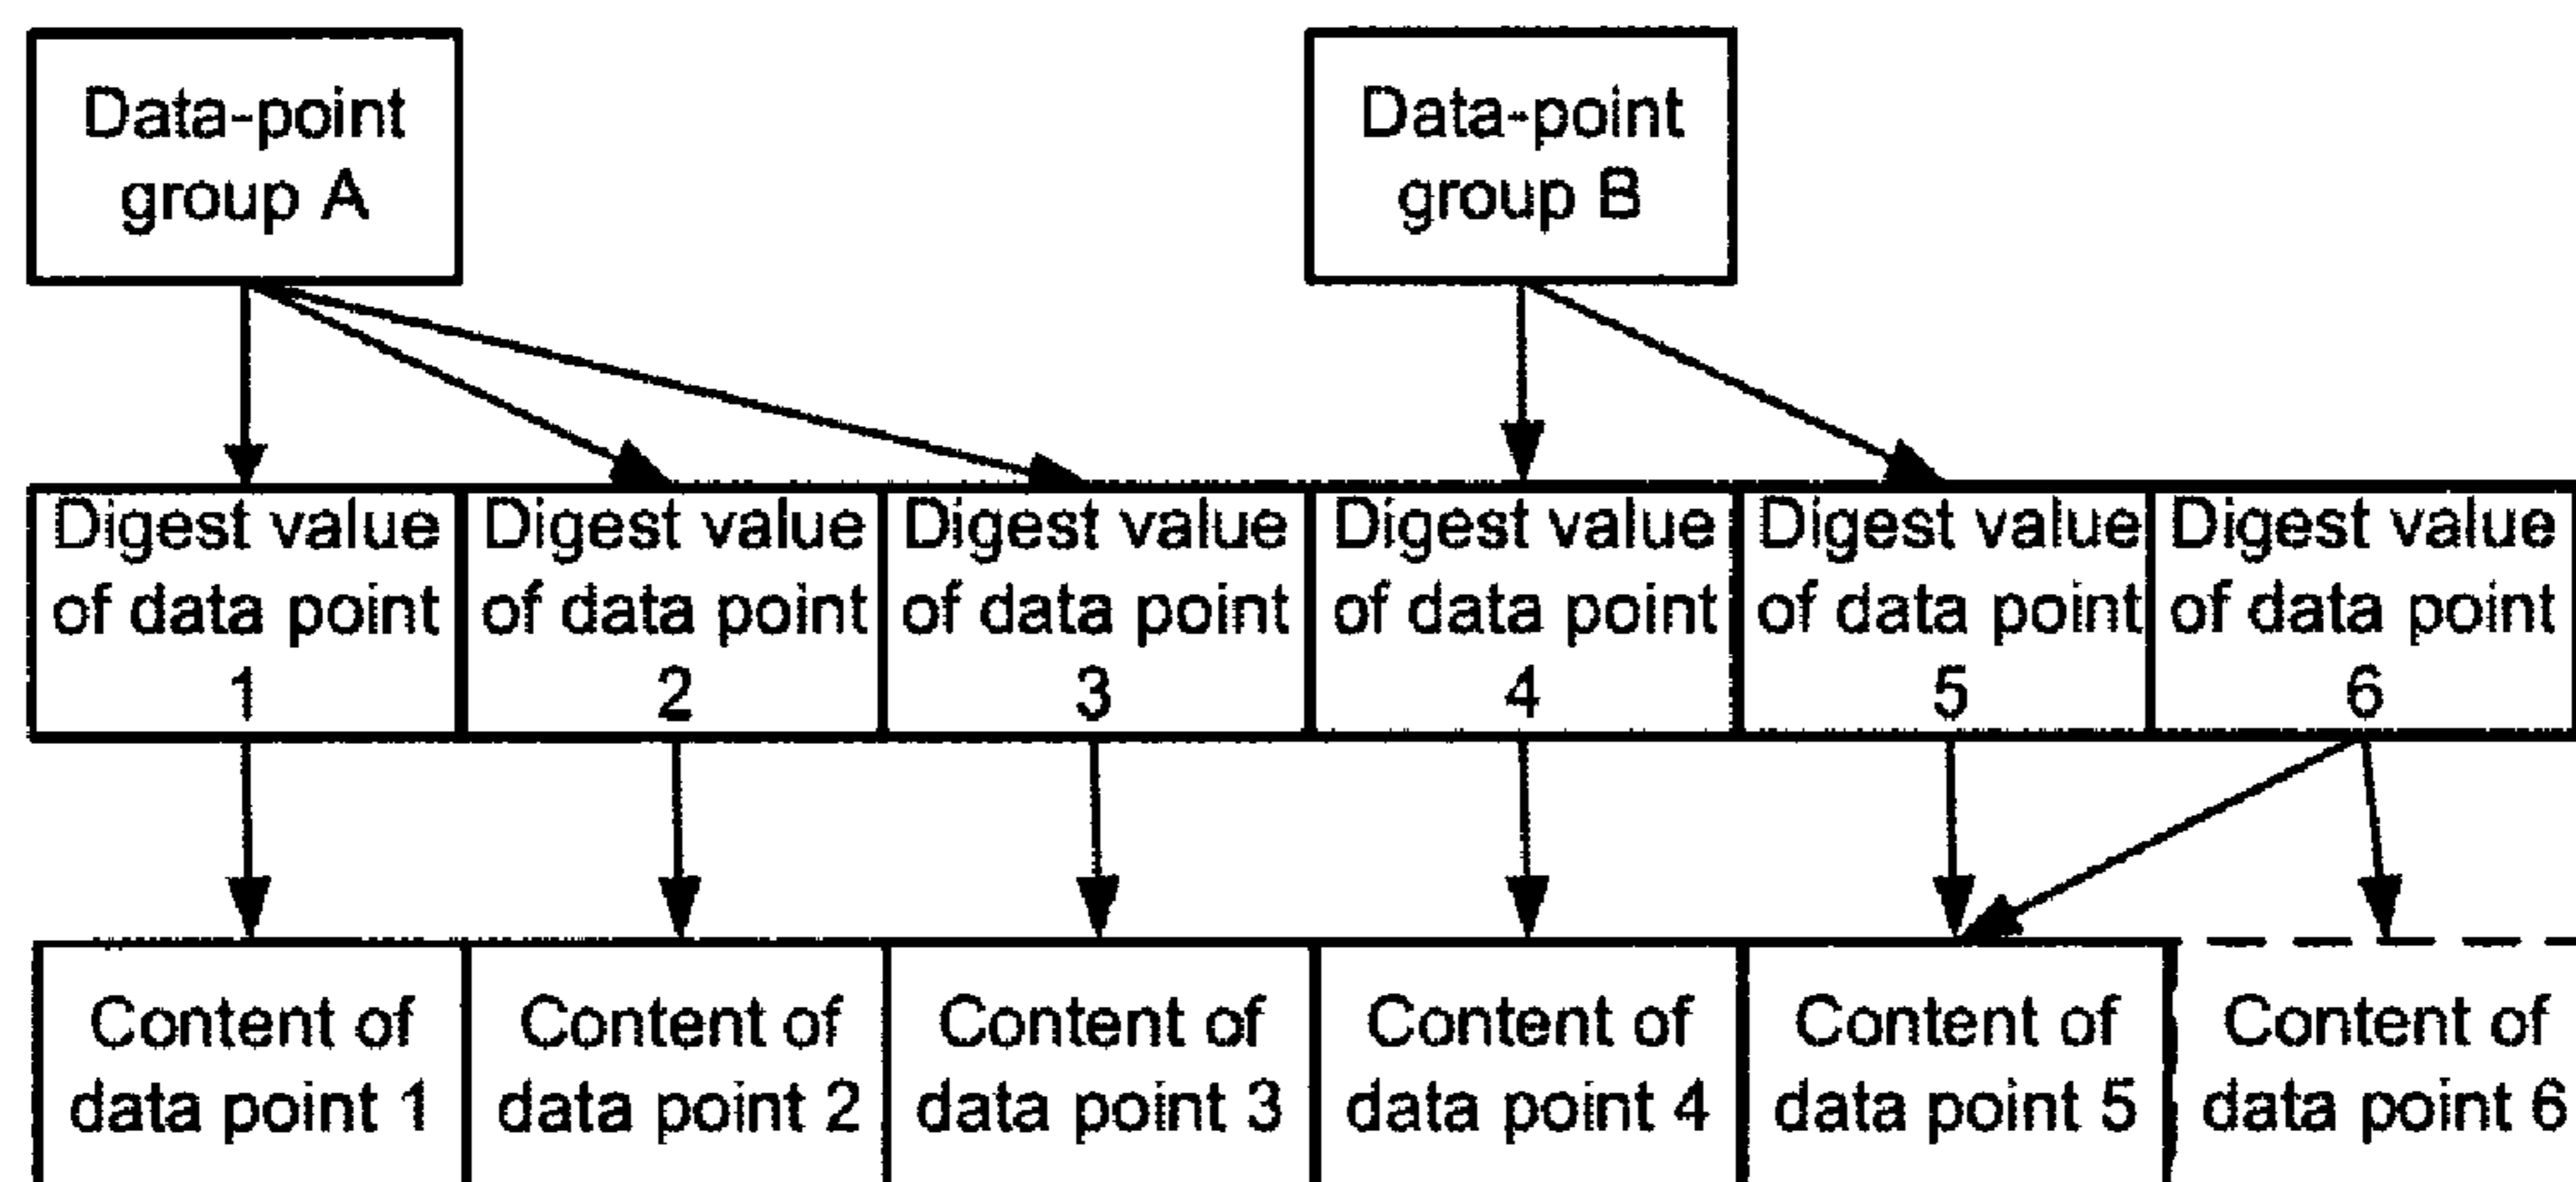 Data-point
group A
Data-point
group B
Digest value
of data point
1
Digest value
of data point
2
Digest value
of data point
3
Digest value
of data point
4
Digest value
of data point
5
Digest value
of data point
6
Content of
data point 1
Content of
data point 2
Content of
data point 3
Content of
data point 4
Content of
data point 5
Content of
data point 6